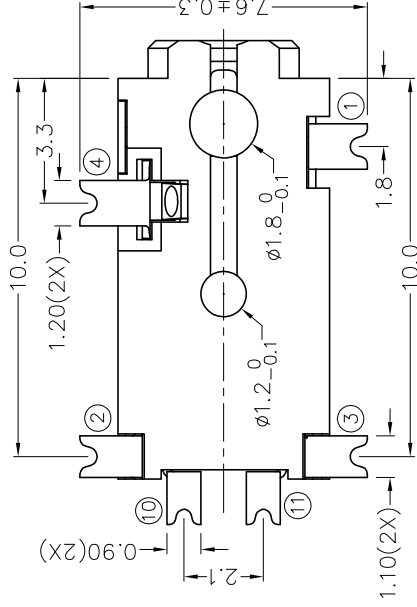 7.6±0.3
10.0
3.3
④
1.20(2X)
②
①
1.8
10.0
ø1.8 0 -0.1
ø1.2 0 -0.1
③
1.10(2X)
⑩
⑪
0.90(2X)
2.1